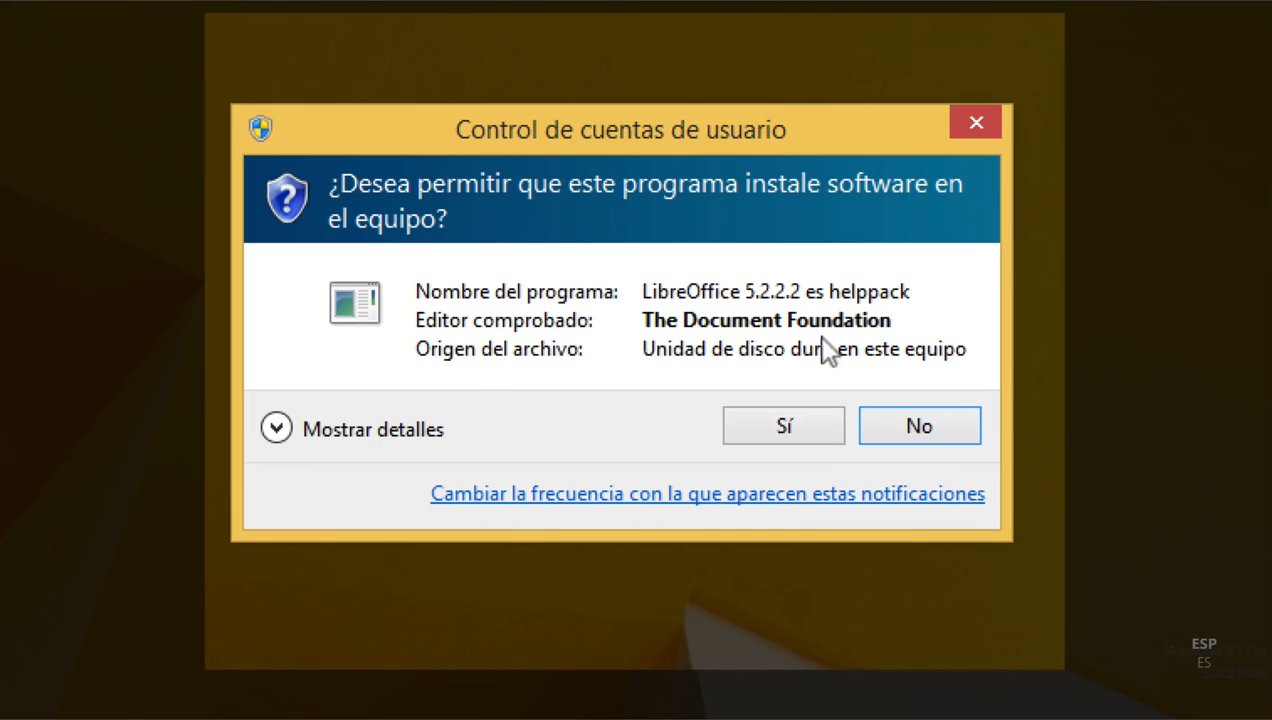 Control de cuentas de usuario
¿Desea permitir que este programa instale software en
el equipo?
Nombre del programa: LibreOffice 5.2.2.2 es helppack
Editor comprobado: The Document Foundation
Origen del archivo: Unidad de disco duro en este equipo
Mostrar detalles
Sí
No
Cambiar la frecuencia con la que aparecen estas notificaciones
ESP
ES